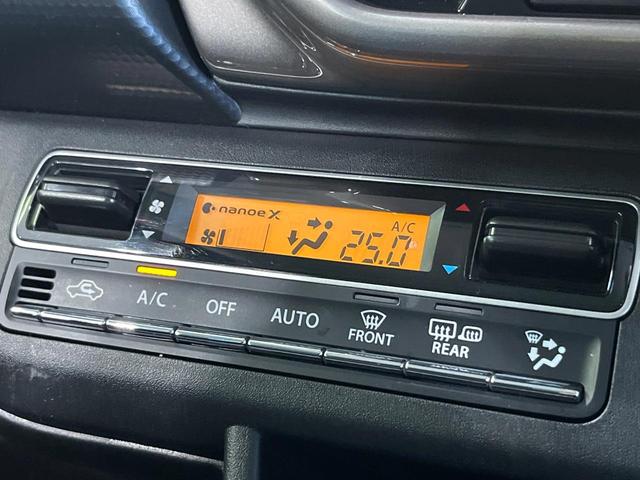 nanoe X
A/C
25.0
A/C
OFF
AUTO
FRONT
REAR